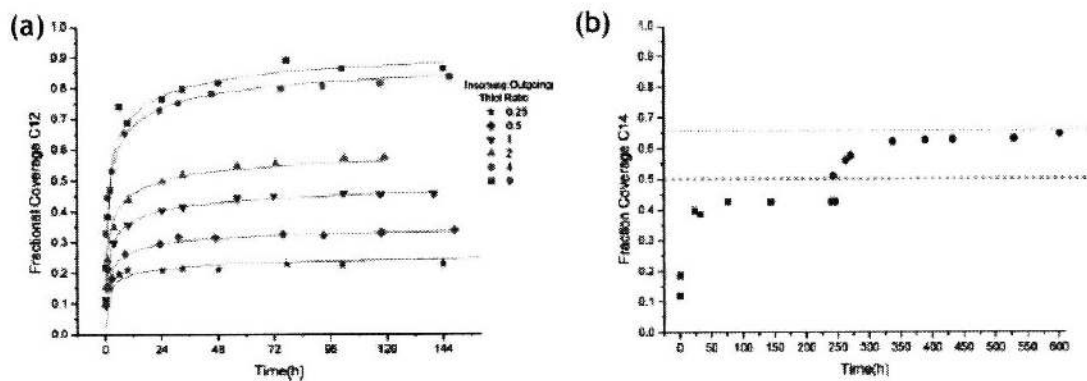 (a)
Fractional Coverage C12
1.0
0.9
0.8
0.7
0.6
0.5
0.4
0.3
0.2
0.1
0.0
0 24 48 72 96 120 144
Time(h)
Incoming:Outgoing
Thiol Ratio
0.25
0.5
1
2
4
9
(b)
Fraction Coverage C14
1.0
0.9
0.8
0.7
0.6
0.5
0.4
0.3
0.2
0.1
0.0
0 50 100 150 200 250 300 350 400 450 500 550 600
Time(h)